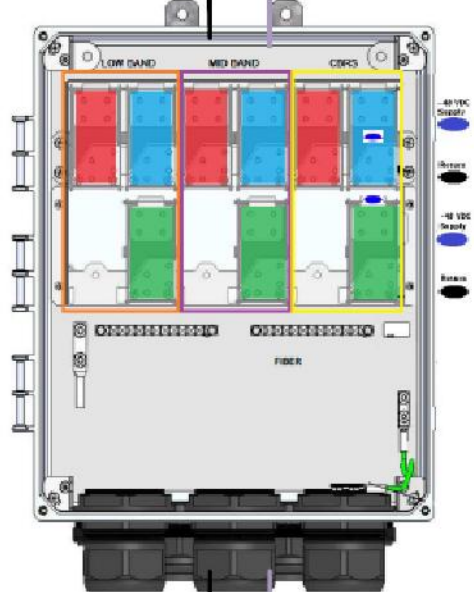 LOW BAND
MID BAND
CBRS
-48 VDC
Supply
Return
-48 VDC
Supply
Return
FIBER